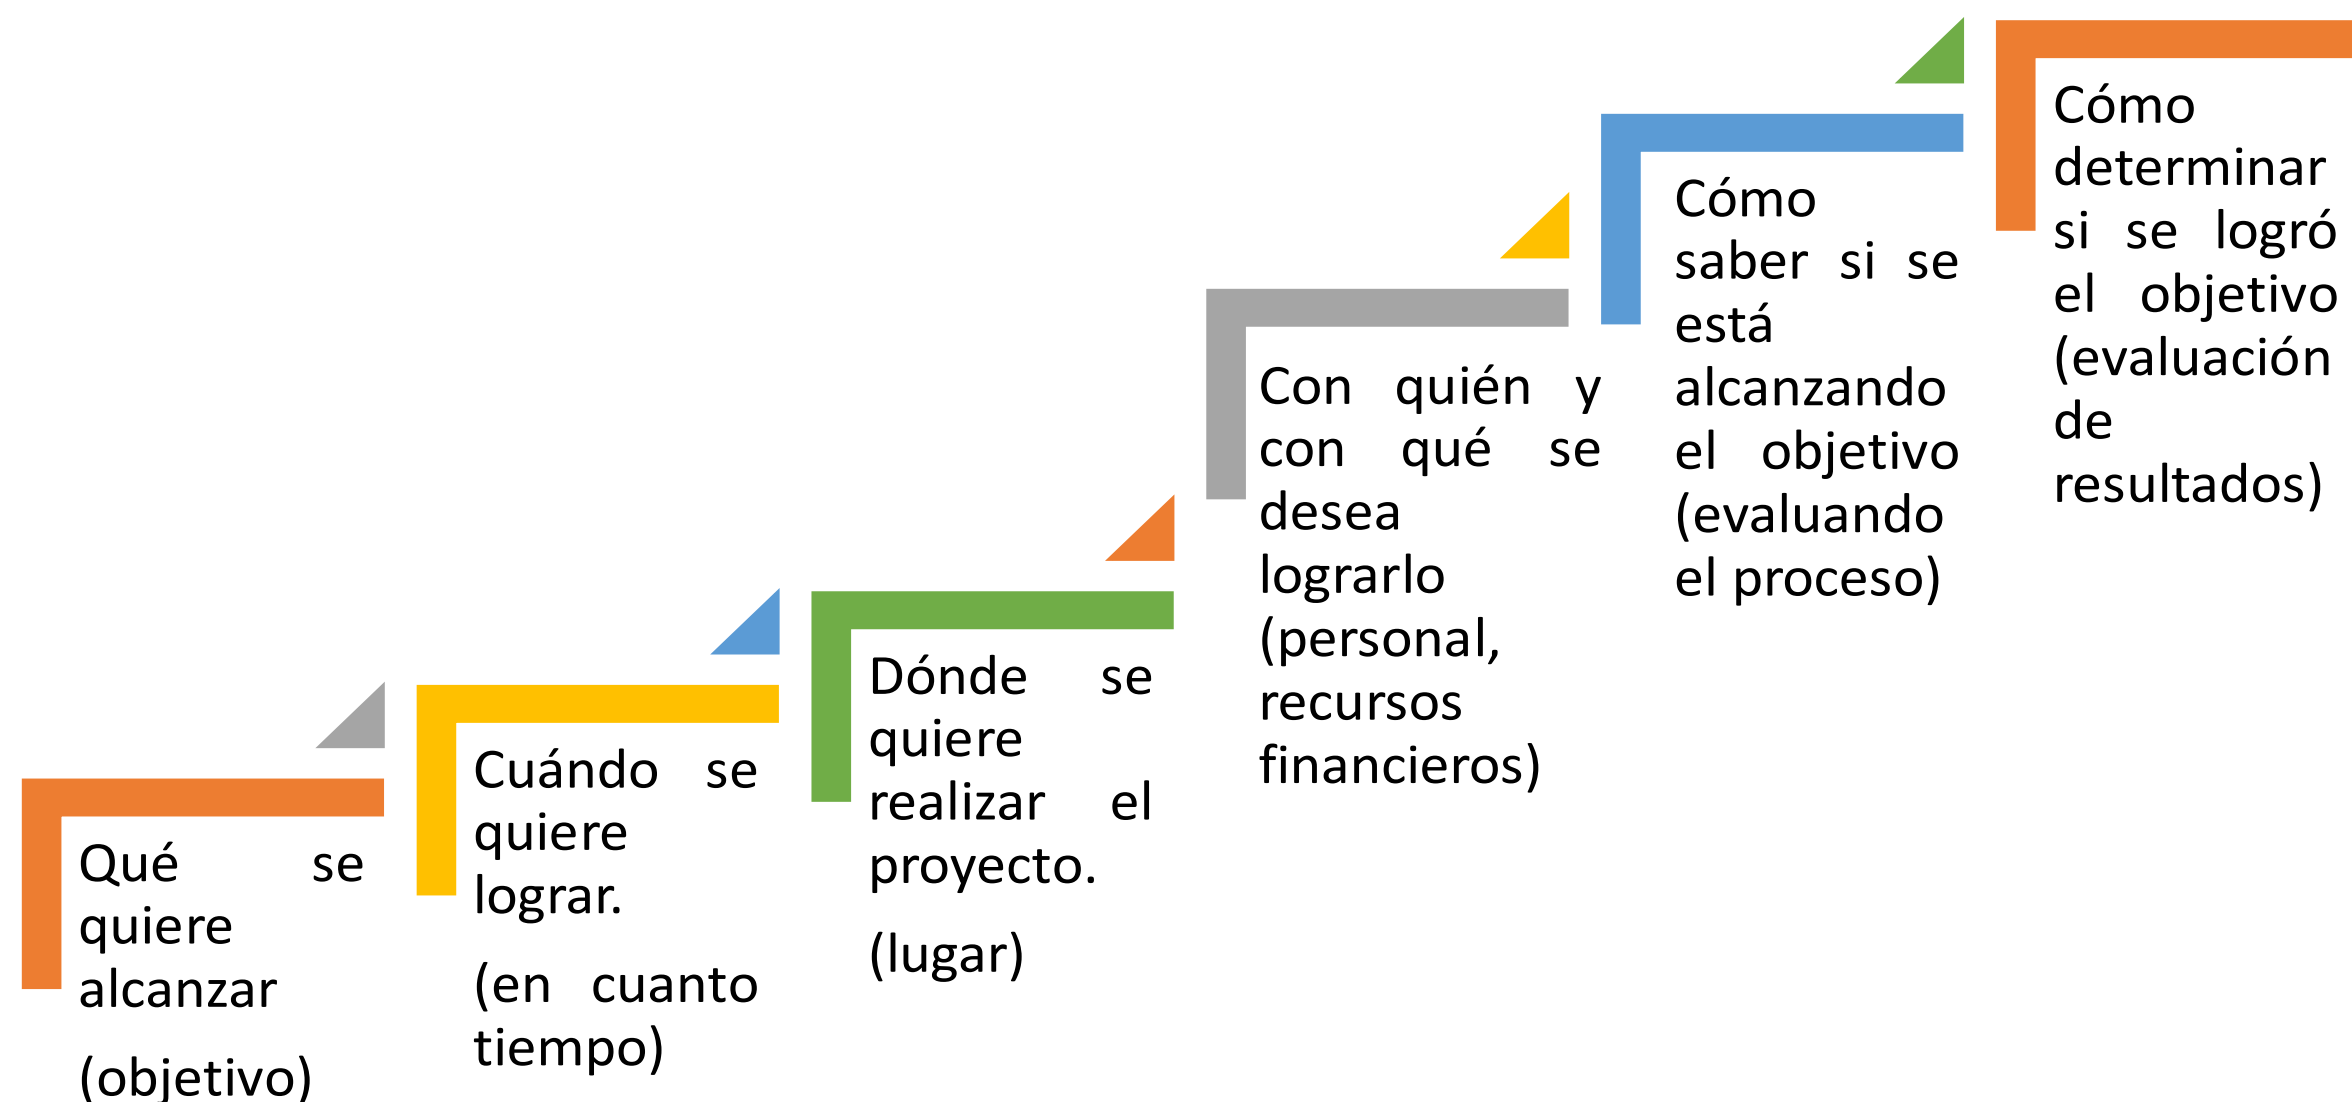 Qué se
quiere
alcanzar
(objetivo)
Cuándo se
quiere
lograr.
(en cuanto
tiempo)
Dónde se
quiere
realizar el
proyecto.
(lugar)
Con quién y
con qué se
desea
lograrlo
(personal,
recursos
financieros)
Cómo
saber si se
está
alcanzando
el objetivo
(evaluando
el proceso)
Cómo
determinar
si se logró
el objetivo
(evaluación
de
resultados)